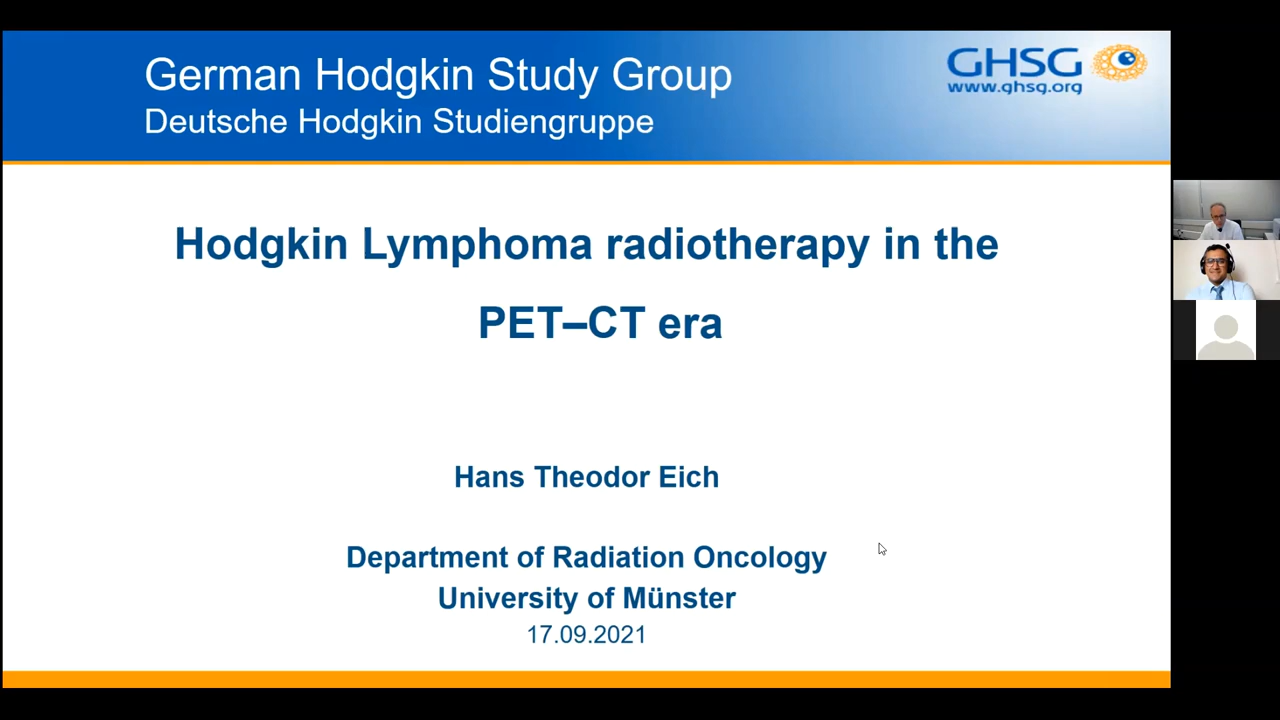 German Hodgkin Study Group
Deutsche Hodgkin Studiengruppe
GHSG
www.ghsg.org
Hodgkin Lymphoma radiotherapy in the
PET–CT era
Hans Theodor Eich
Department of Radiation Oncology
University of Münster
17.09.2021